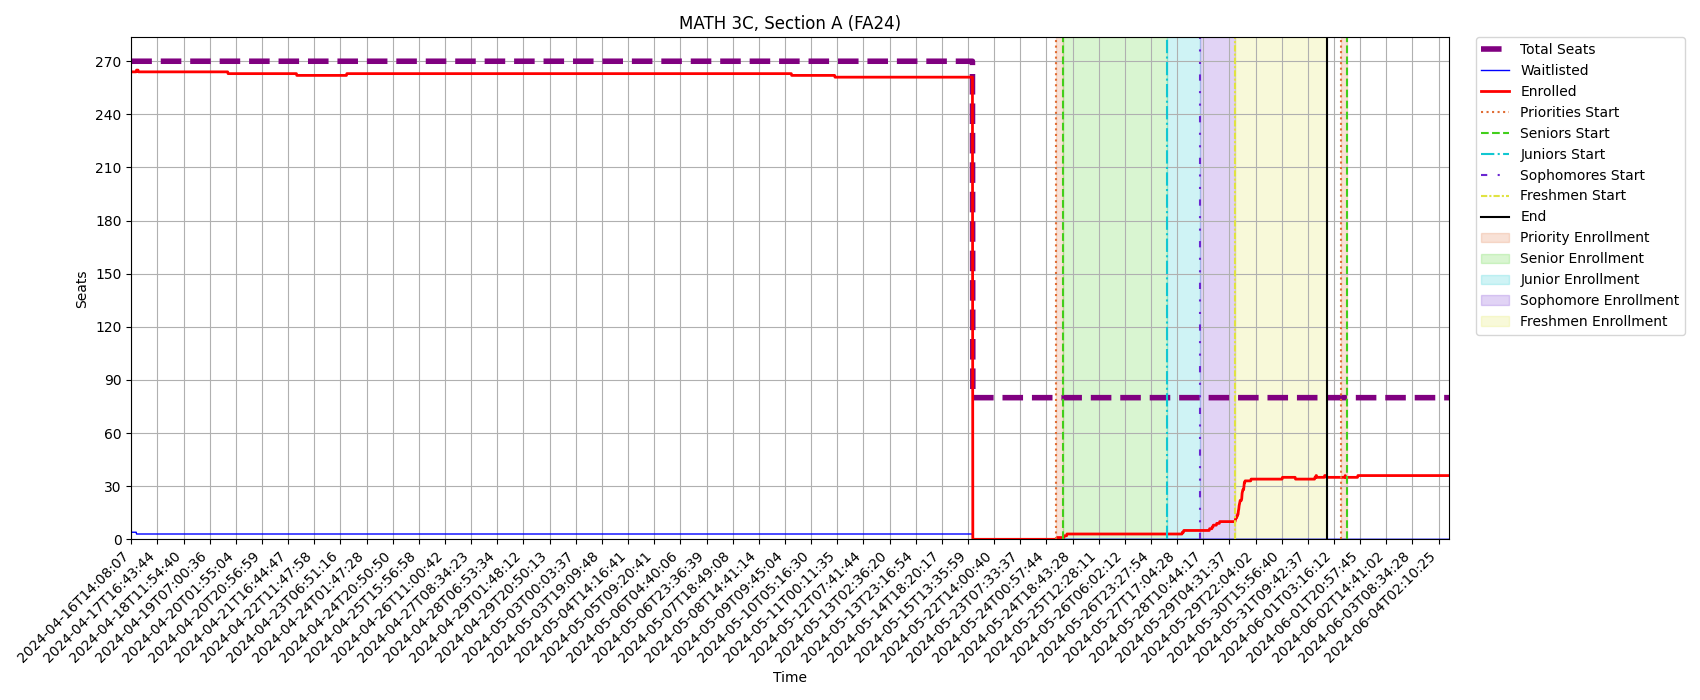 MATH 3C, Section A (FA24)
Seats
270
240
210
180
150
120
90
60
30
0
2024-04-16T14:08:07
2024-04-17T16:43:44
2024-04-18T11:54:40
2024-04-19T07:00:36
2024-04-20T01:55:04
2024-04-20T20:56:59
2024-04-21T16:44:47
2024-04-22T11:47:58
2024-04-23T06:51:16
2024-04-24T01:47:28
2024-04-24T20:50:50
2024-04-25T15:56:58
2024-04-26T11:00:42
2024-04-27T08:34:23
2024-04-28T06:53:34
2024-04-29T01:48:12
2024-04-29T20:50:13
2024-05-03T00:03:37
2024-05-03T19:09:48
2024-05-04T14:16:41
2024-05-05T09:20:41
2024-05-06T04:40:06
2024-05-06T23:36:39
2024-05-07T18:49:08
2024-05-08T14:41:14
2024-05-09T09:45:04
2024-05-10T05:16:30
2024-05-11T00:11:35
2024-05-12T07:41:44
2024-05-13T02:36:20
2024-05-13T23:16:54
2024-05-14T18:20:17
2024-05-15T13:35:59
2024-05-22T14:00:40
2024-05-23T07:33:37
2024-05-24T00:57:44
2024-05-24T18:43:28
2024-05-25T12:28:11
2024-05-26T06:02:12
2024-05-26T23:27:54
2024-05-27T17:04:28
2024-05-28T10:44:17
2024-05-29T04:31:37
2024-05-29T22:04:02
2024-05-30T15:56:40
2024-05-31T09:42:37
2024-06-01T03:16:12
2024-06-01T20:57:45
2024-06-02T14:41:02
2024-06-03T08:34:28
2024-06-04T02:10:25
Time
Total Seats
Waitlisted
Enrolled
Priorities Start
Seniors Start
Juniors Start
Sophomores Start
Freshmen Start
End
Priority Enrollment
Senior Enrollment
Junior Enrollment
Sophomore Enrollment
Freshmen Enrollment